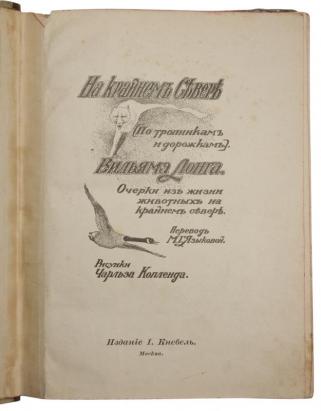 На крайнемъ Сѣверѣ
(По тропинкамъ
и дорожкамъ).
Вильяма Лонга.
Очерки изъ жизни
животныхъ на
крайнемъ сѣверѣ.
Переводъ
М.Г.Языковой.
Рисунки
Чарльза Копленда.
Изданіе I. Кнебель.
Москва.